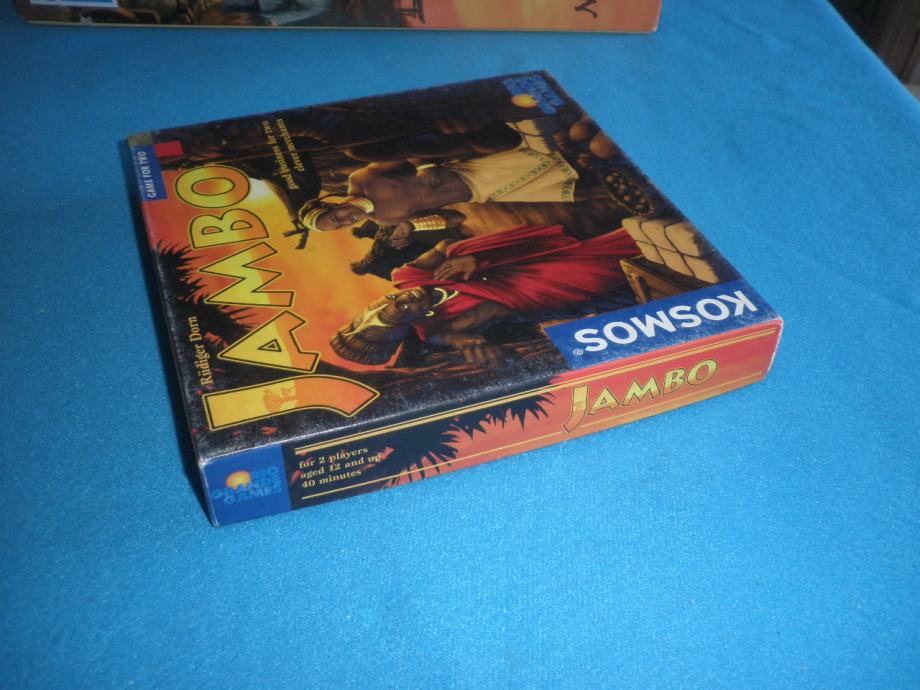 GAME FOR TWO
JAMBO
good business for two
clever merchants
Rüdiger Dorn
KOSMOS®
JAMBO
RIO
GRANDE
GAMES
for 2 players
aged 12 and up
40 minutes